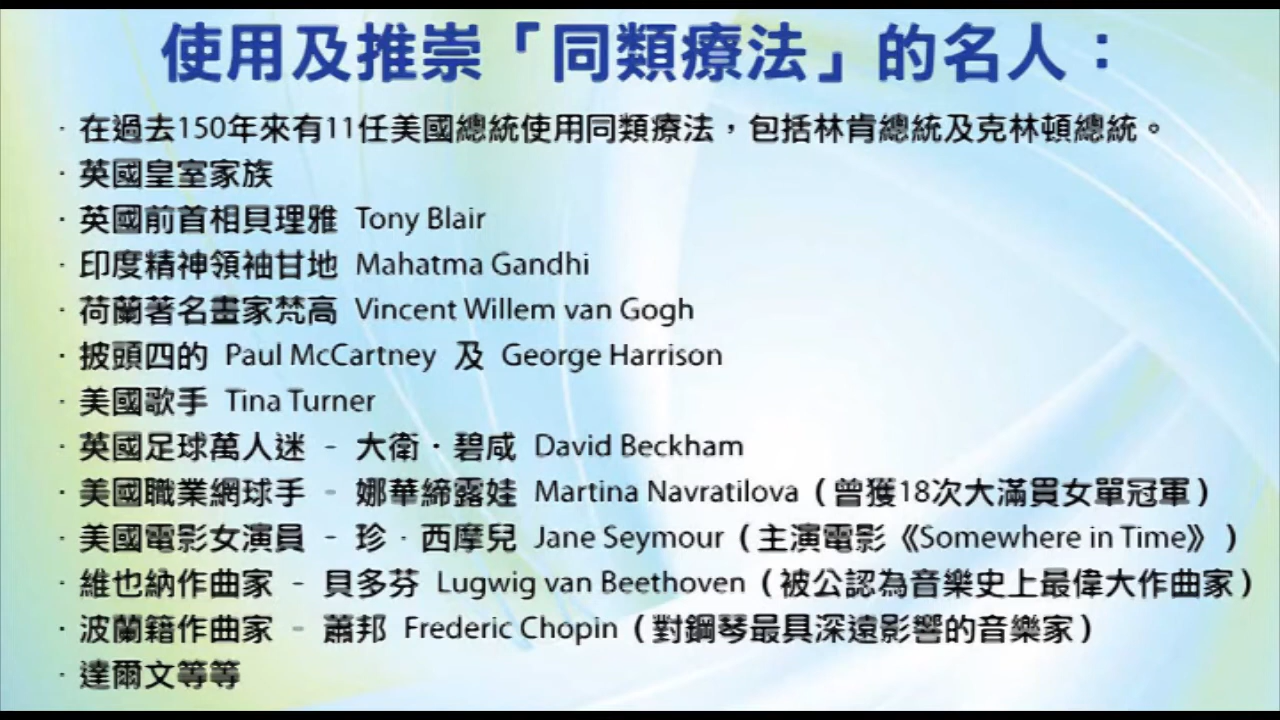 使用及推崇「同類療法」的名人：
· 在過去150年來有11任美國總統使用同類療法，包括林肯總統及克林頓總統。
· 英國皇室家族
· 英國前首相貝理雅 Tony Blair
· 印度精神領袖甘地 Mahatma Gandhi
· 荷蘭著名畫家梵高 Vincent Willem van Gogh
· 披頭四的 Paul McCartney 及 George Harrison
· 美國歌手 Tina Turner
· 英國足球萬人迷 - 大衛・碧咸 David Beckham
· 美國職業網球手 - 娜華締露娃 Martina Navratilova（曾獲18次大滿貫女單冠軍）
· 美國電影女演員 - 珍 · 西摩兒 Jane Seymour（主演電影《Somewhere in Time》）
· 維也納作曲家 - 貝多芬 Lugwig van Beethoven（被公認為音樂史上最偉大作曲家）
· 波蘭籍作曲家 - 蕭邦 Frederic Chopin（對鋼琴最具深遠影響的音樂家）
· 達爾文等等